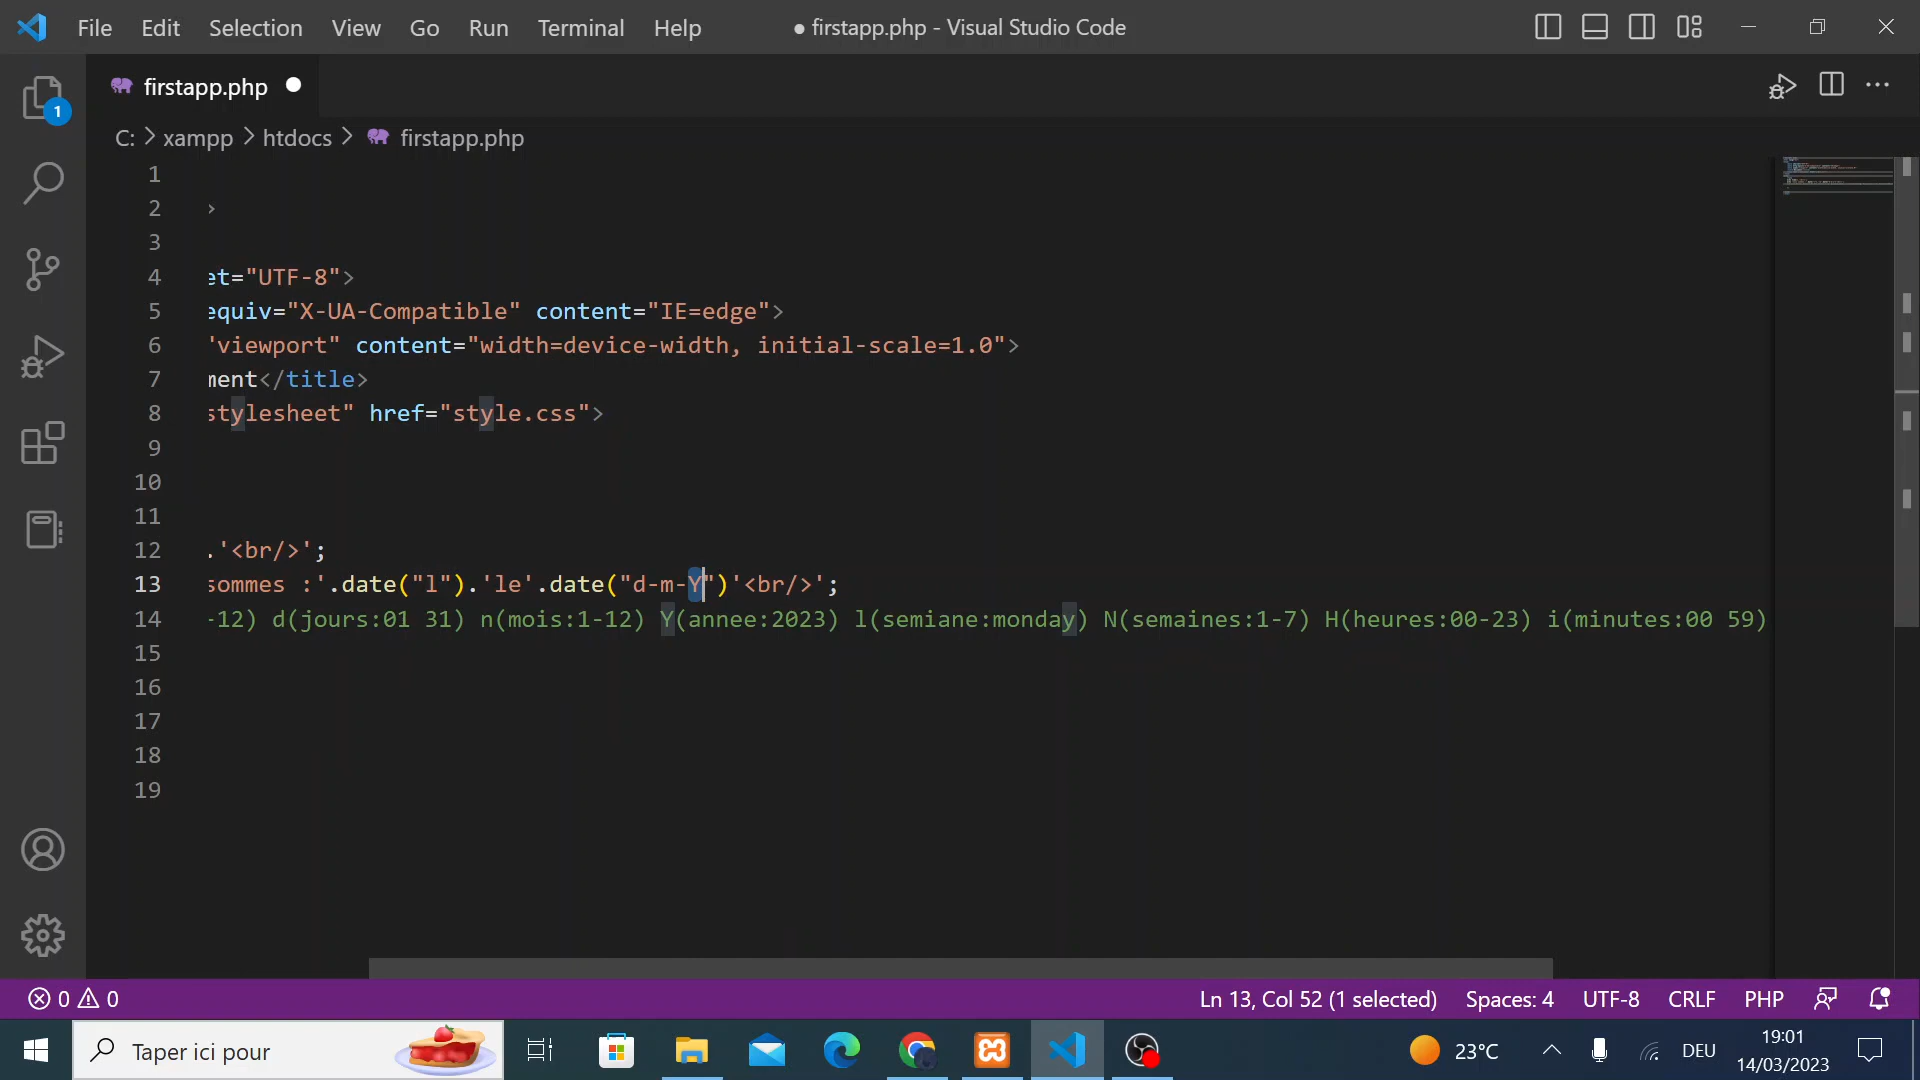 File Edit Selection View Go Run Terminal Help
● firstapp.php - Visual Studio Code
firstapp.php
1
C: > xampp > htdocs > firstapp.php
1
2 >
3
4 et="UTF-8">
5 equiv="X-UA-Compatible" content="IE=edge">
6 "viewport" content="width=device-width, initial-scale=1.0">
7 ment</title>
8 stylesheet" href="style.css">
9
10
11
12 .'<br/>';
13 sommes :'.date("l").'le'.date("d-m-Y")'<br/>';
14 -12) d(jours:01 31) n(mois:1-12) Y(annee:2023) l(semiane:monday) N(semaines:1-7) H(heures:00-23) i(minutes:00 59)
15
16
17
18
19
0 0
Ln 13, Col 52 (1 selected) Spaces: 4 UTF-8 CRLF PHP
Taper ici pour
23°C
DEU
19:01
14/03/2023